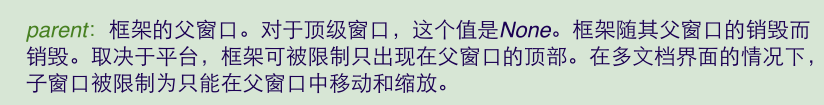 parent：框架的父窗口。对于顶级窗口，这个值是None。框架随其父窗口的销毁而
销毁。取决于平台，框架可被限制只出现在父窗口的顶部。在多文档界面的情况下，
子窗口被限制为只能在父窗口中移动和缩放。